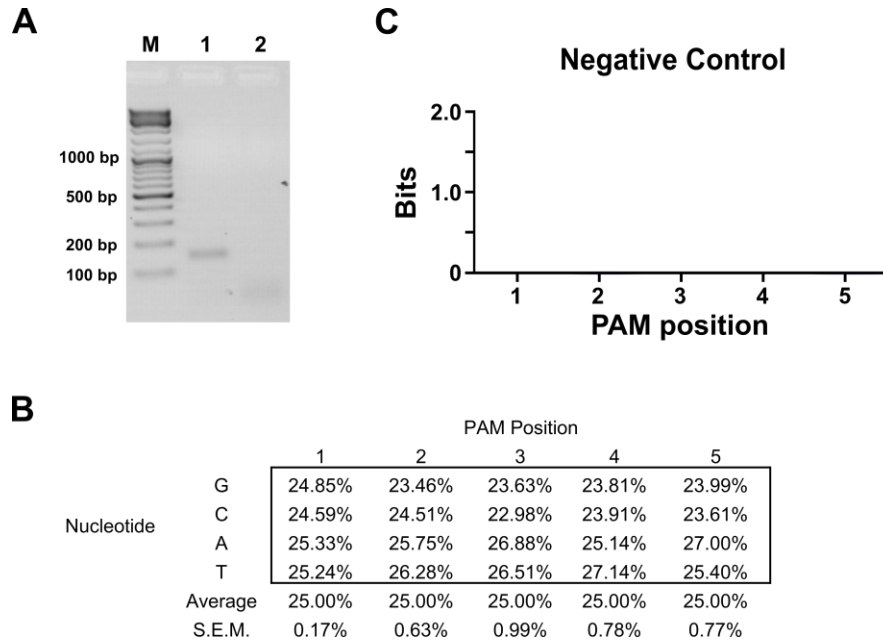 A
M 1 2
1000 bp
500 bp
200 bp
100 bp
C
Negative Control
2.0
1.0
0
Bits
1 2 3 4 5
PAM position
B
PAM Position
1 2 3 4 5
Nucleotide
G 24.85% 23.46% 23.63% 23.81% 23.99%
C 24.59% 24.51% 22.98% 23.91% 23.61%
A 25.33% 25.75% 26.88% 25.14% 27.00%
T 25.24% 26.28% 26.51% 27.14% 25.40%
Average 25.00% 25.00% 25.00% 25.00% 25.00%
S.E.M. 0.17% 0.63% 0.99% 0.78% 0.77%